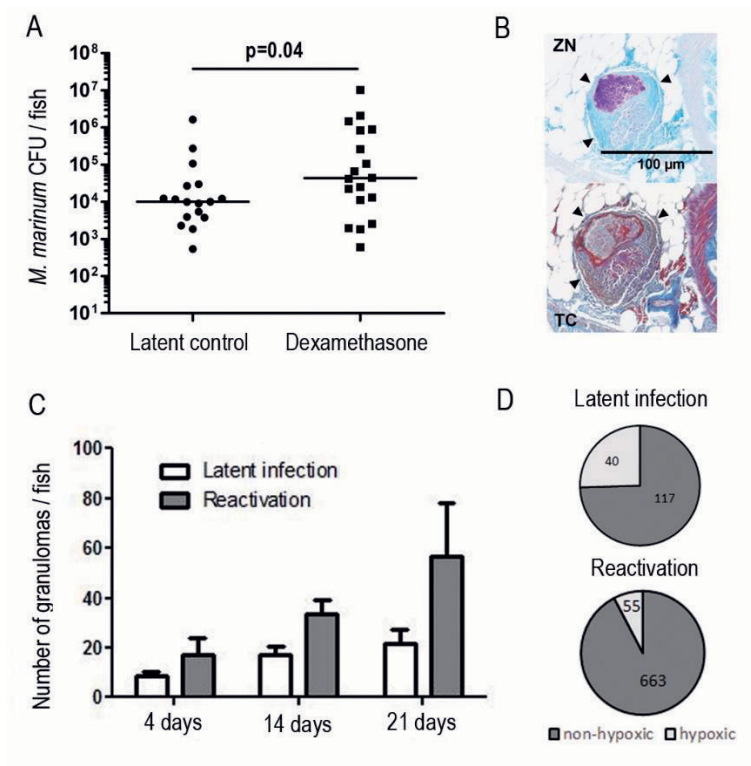 A
M. marinum CFU / fish
10⁸
10⁷
10⁶
10⁵
10⁴
10³
10²
10¹
p=0.04
Latent control
Dexamethasone
B
ZN
100 µm
TC
C
Number of granulomas / fish
100
80
60
40
20
0
Latent infection
Reactivation
4 days
14 days
21 days
D
Latent infection
40
117
Reactivation
55
663
non-hypoxic
hypoxic